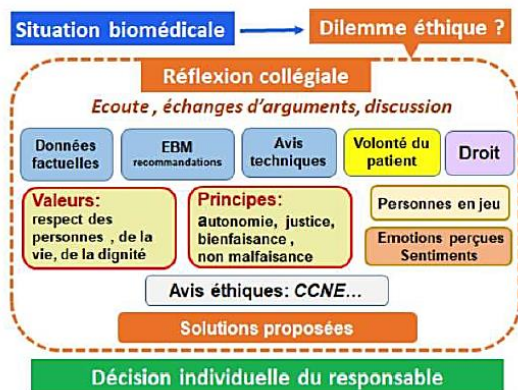 Situation biomédicale
Dilemme éthique ?
Réflexion collégiale
Ecoute , échanges d'arguments, discussion
Données
factuelles
EBM
recommandations
Avis
techniques
Volonté du
patient
Droit
Valeurs:
respect des
personnes , de la
vie, de la dignité
Principes:
autonomie, justice,
bienfaisance ,
non malfaisance
Personnes en jeu
Emotions perçues
Sentiments
Avis éthiques: CCNE...
Solutions proposées
Décision individuelle du responsable